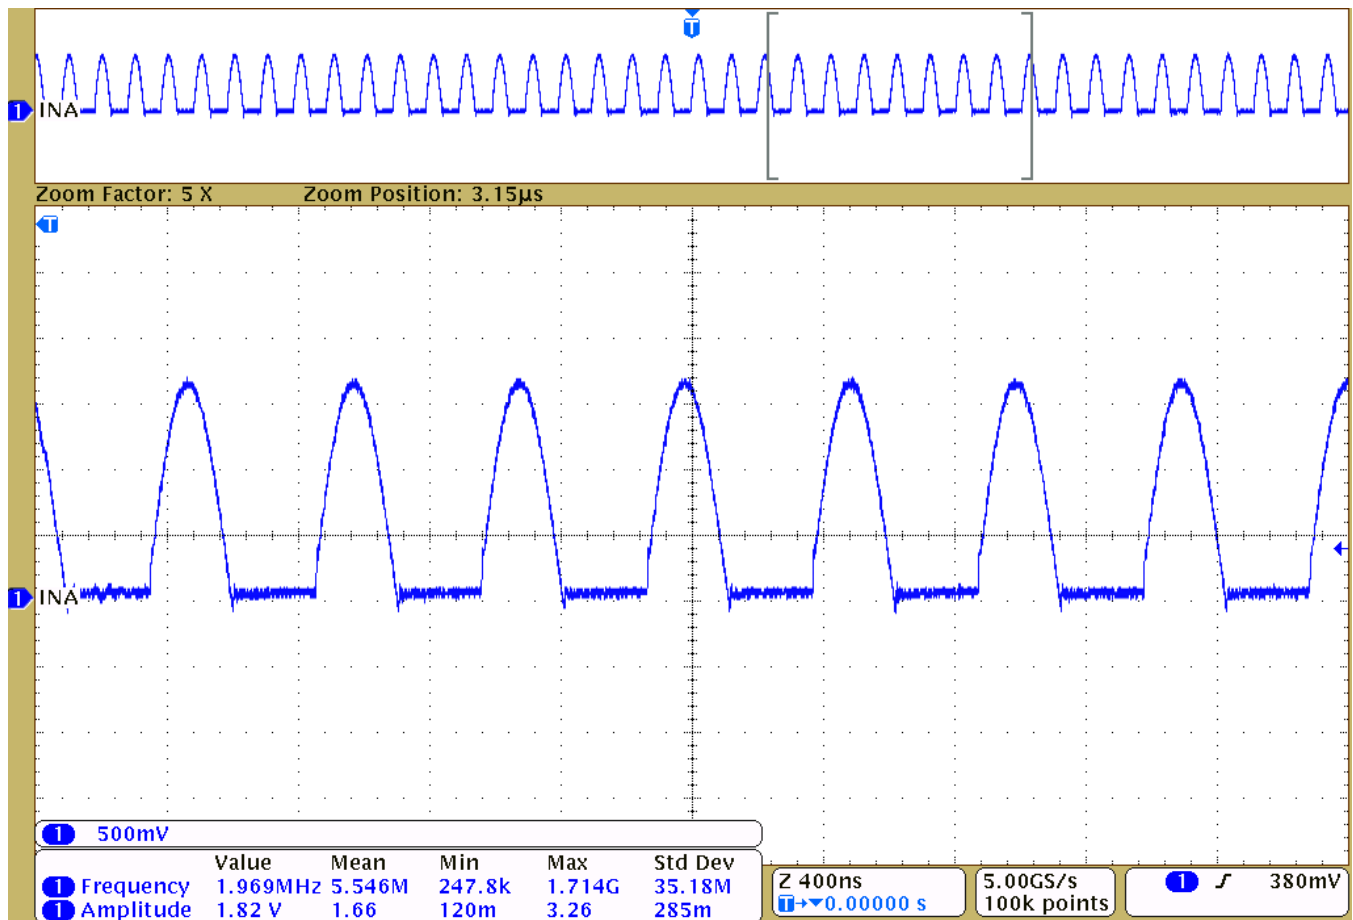 T
1 INA
Zoom Factor: 5 X Zoom Position: 3.15µs
T
1 INA
1 500mV
Value Mean Min Max Std Dev
1 Frequency 1.969MHz 5.546M 247.8k 1.714G 35.18M
1 Amplitude 1.82 V 1.66 120m 3.26 285m
Z 400ns
T→▼0.00000 s
5.00GS/s
100k points
1 380mV